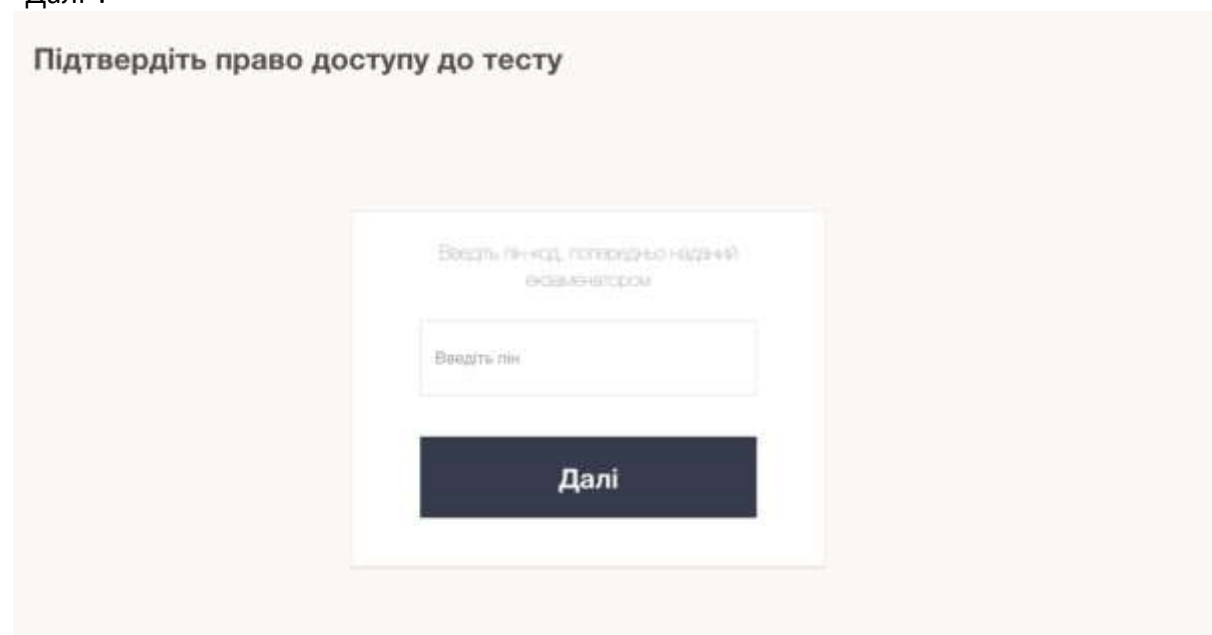 Далі".
Підтвердіть право доступу до тесту
Введіть пін-код, попередньо наданий
екзаменатором
Введіть пін
Далі